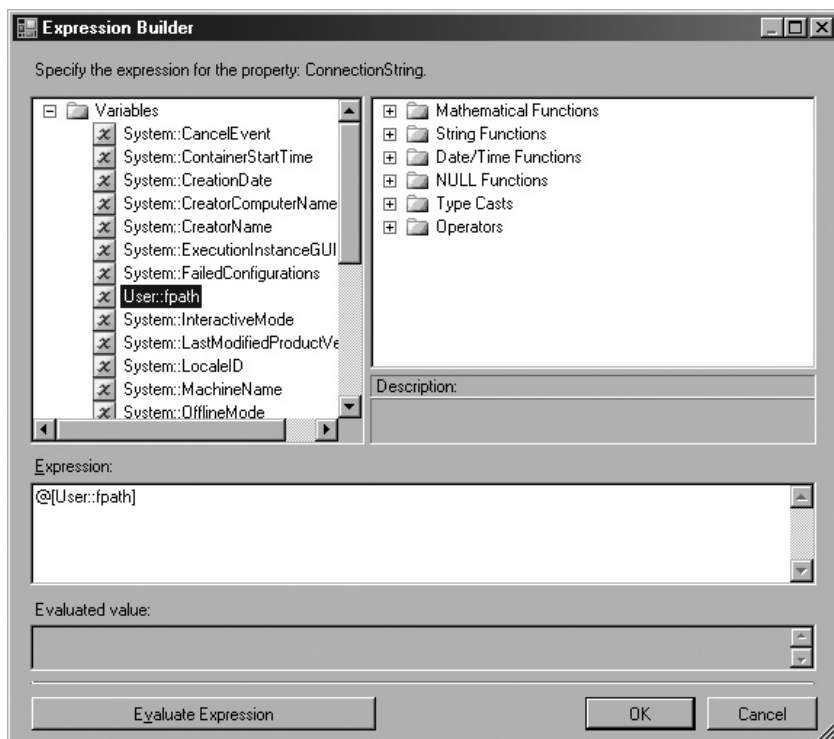 Expression Builder
Specify the expression for the property: ConnectionString.
Variables
System::CancelEvent
System::ContainerStartTime
System::CreationDate
System::CreatorComputerName
System::CreatorName
System::ExecutionInstanceGUI
System::FailedConfigurations
User::fpath
System::InteractiveMode
System::LastModifiedProductVe
System::LocaleID
System::MachineName
System::OfflineMode
Mathematical Functions
String Functions
Date/Time Functions
NULL Functions
Type Casts
Operators
Description:
Expression:
@[User::fpath]
Evaluated value:
Evaluate Expression
OK
Cancel